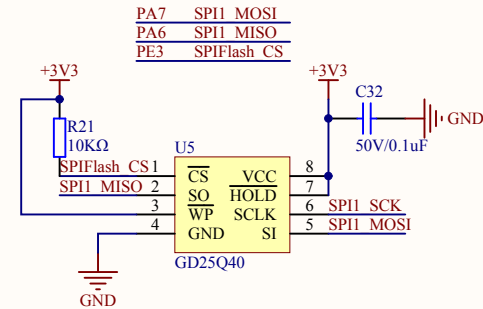 PA7 SPI1_MOSI
PA6 SPI1_MISO
PE3 SPIFlash_CS
+3V3
+3V3
C32
GND
50V/0.1uF
R21
10KΩ
U5
SPIFlash_CS 1 CS VCC 8
SPI1_MISO 2 SO HOLD 7
3 WP SCLK 6 SPI1_SCK
4 GND SI 5 SPI1_MOSI
GD25Q40
GND